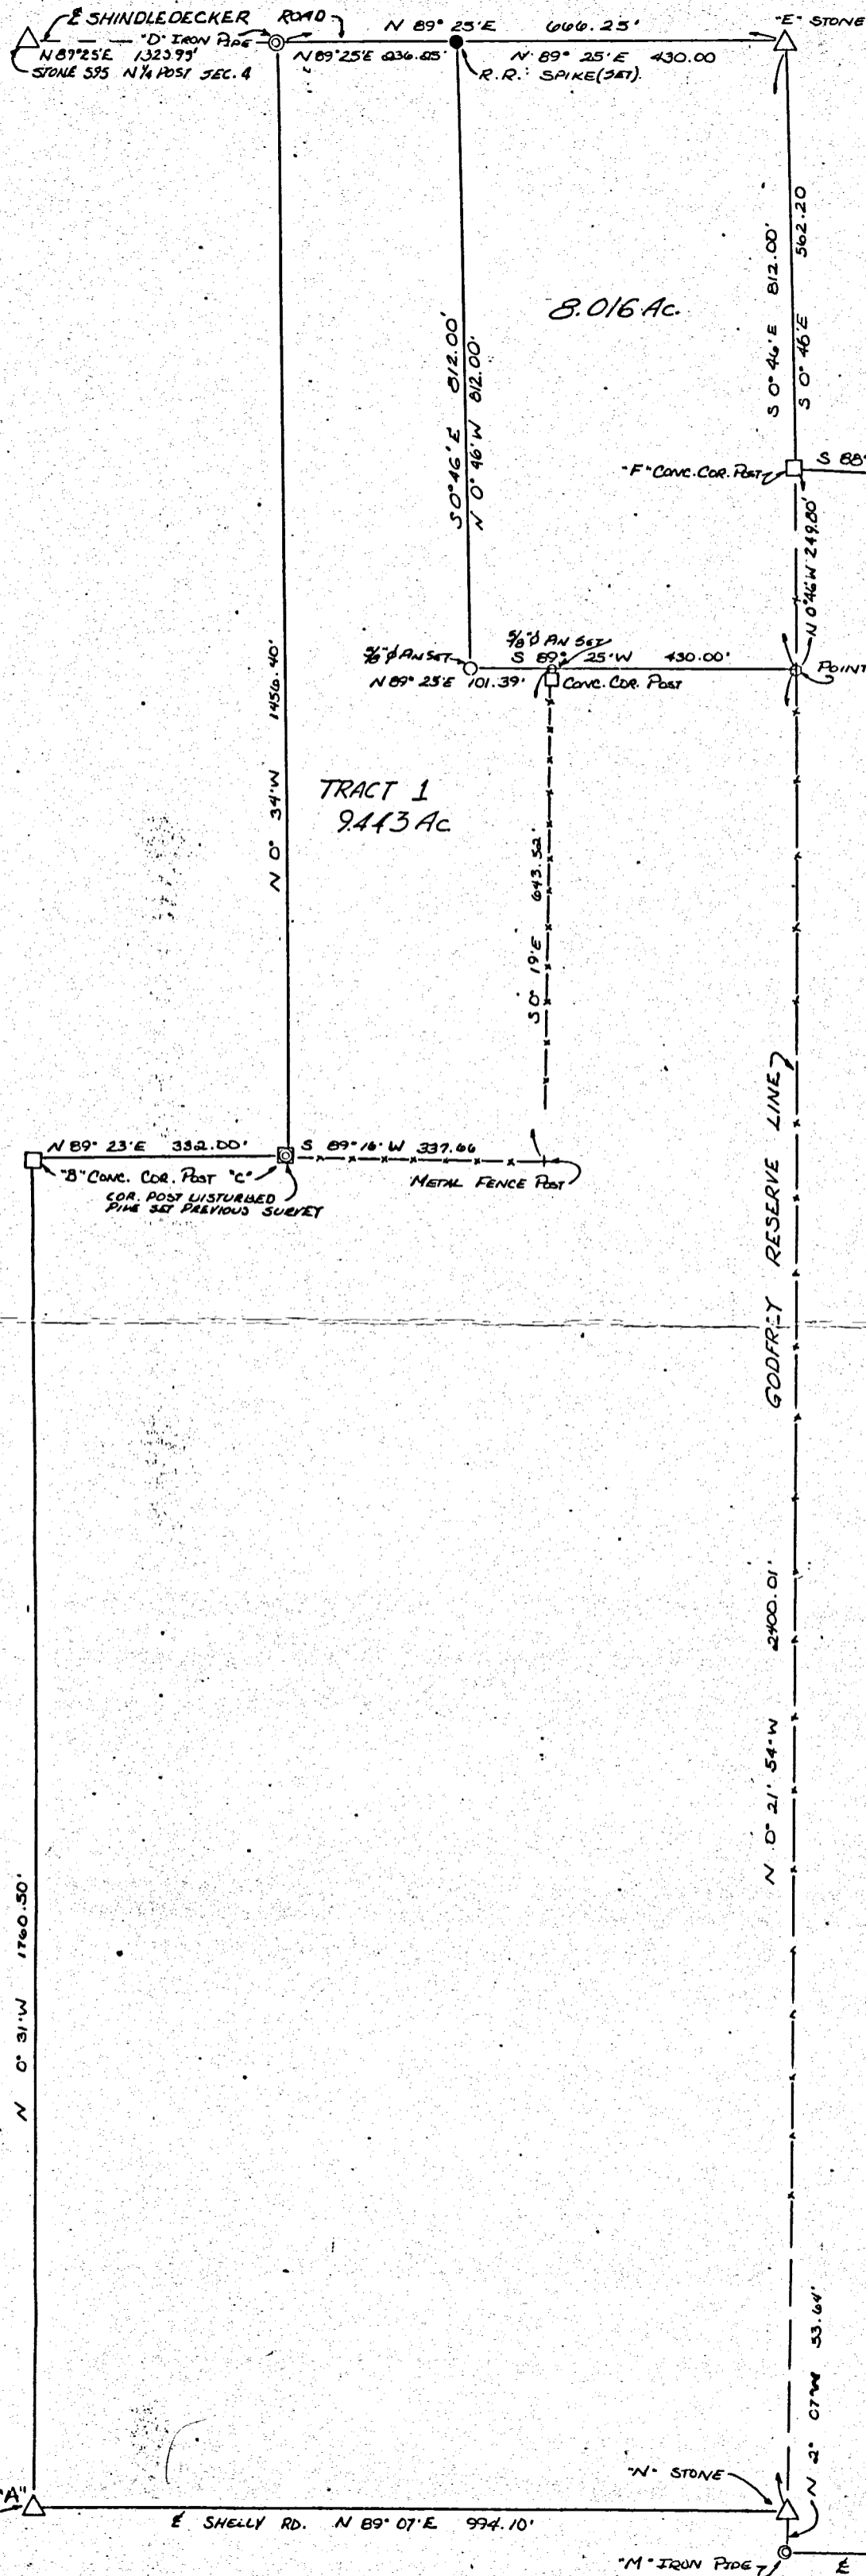 ℄ SHINDLEDECKER ROAD
N 89° 25' E 666.25'
"E" STONE
"D" IRON PIPE
N 89° 25' E 1323.99'
STONE 595 N 1/4 POST SEC. 4
N 89° 25' E 236.25'
N 89° 25' E 430.00
R.R. SPIKE (SET).
S 0° 46' E 812.00'
S 0° 46' E 562.20
8.016 Ac.
S 0° 46' E 812.00'
N 0° 46' W 812.00'
"F" CONC. COR. POST
S 88°
N 0° 46' W 249.80'
5/8" Ø AN SET
5/8" Ø AN SET
S 89° 25' W 430.00'
N 89° 25' E 101.39'
CONC. COR. POST
POINT
N 0° 34' W 1456.40'
TRACT 1
9.443 Ac
S 0° 19' E 643.52'
N 89° 23' E 332.00'
S 89° 16' W 337.66
"B" CONC. COR. POST "C"
COR. POST DISTURBED
PINE SET PREVIOUS SURVEY
METAL FENCE POST
GODFREY RESERVE LINE
N 0° 21' 54" W 2400.01'
N 0° 31' W 1760.50'
N 2° 07' W 53.64'
"A"
"N" STONE
℄ SHELLY RD. N 89° 07' E 994.10'
"M" IRON PIPE
℄